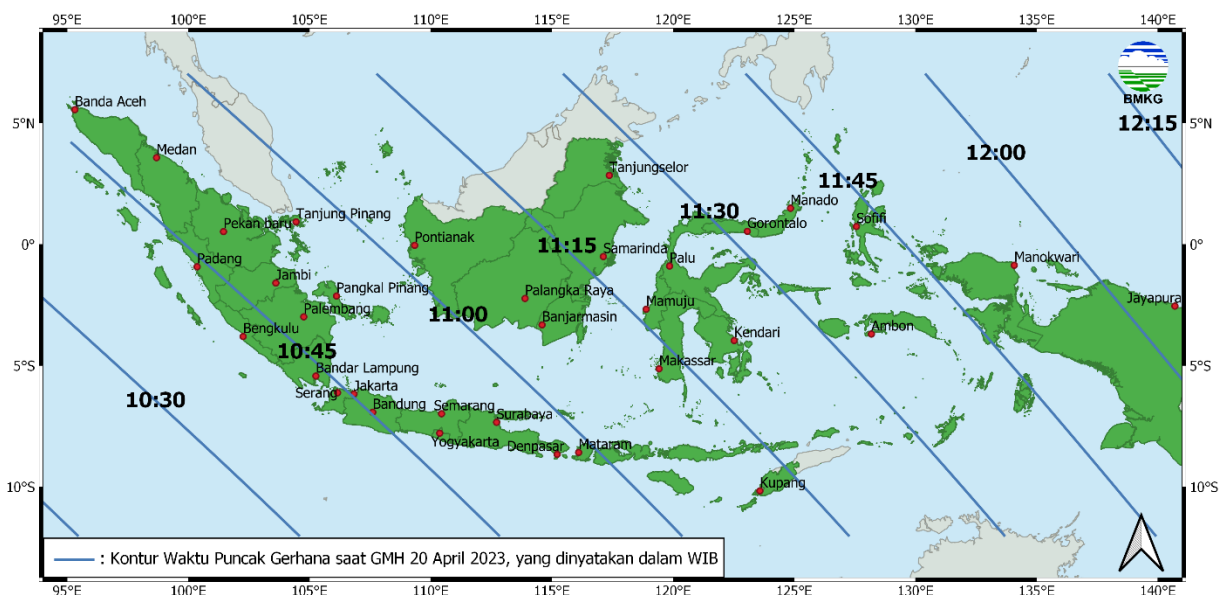 95°E 100°E 105°E 110°E 115°E 120°E 125°E 130°E 135°E 140°E
BMKG
5°N 5°N
Banda Aceh
12:15
Medan
12:00
Tanjungselor
11:45
Manado
11:30
Pekan baru
Tanjung Pinang
Sofifi
Gorontalo
0° 0°
Pontianak
11:15
Samarinda
Padang
Palu
Manokwari
Jambi
Pangkal Pinang
Palangka Raya
Mamuju
Jayapura
Palembang
11:00
Banjarmasin
Bengkulu
Kendari
Ambon
10:45
5°S 5°S
Bandar Lampung
Makassar
Jakarta
Serang
10:30
Bandung
Semarang
Surabaya
Yogyakarta
Denpasar
Mataram
Kupang
10°S 10°S
: Kontur Waktu Puncak Gerhana saat GMH 20 April 2023, yang dinyatakan dalam WIB
95°E 100°E 105°E 110°E 115°E 120°E 125°E 130°E 135°E 140°E